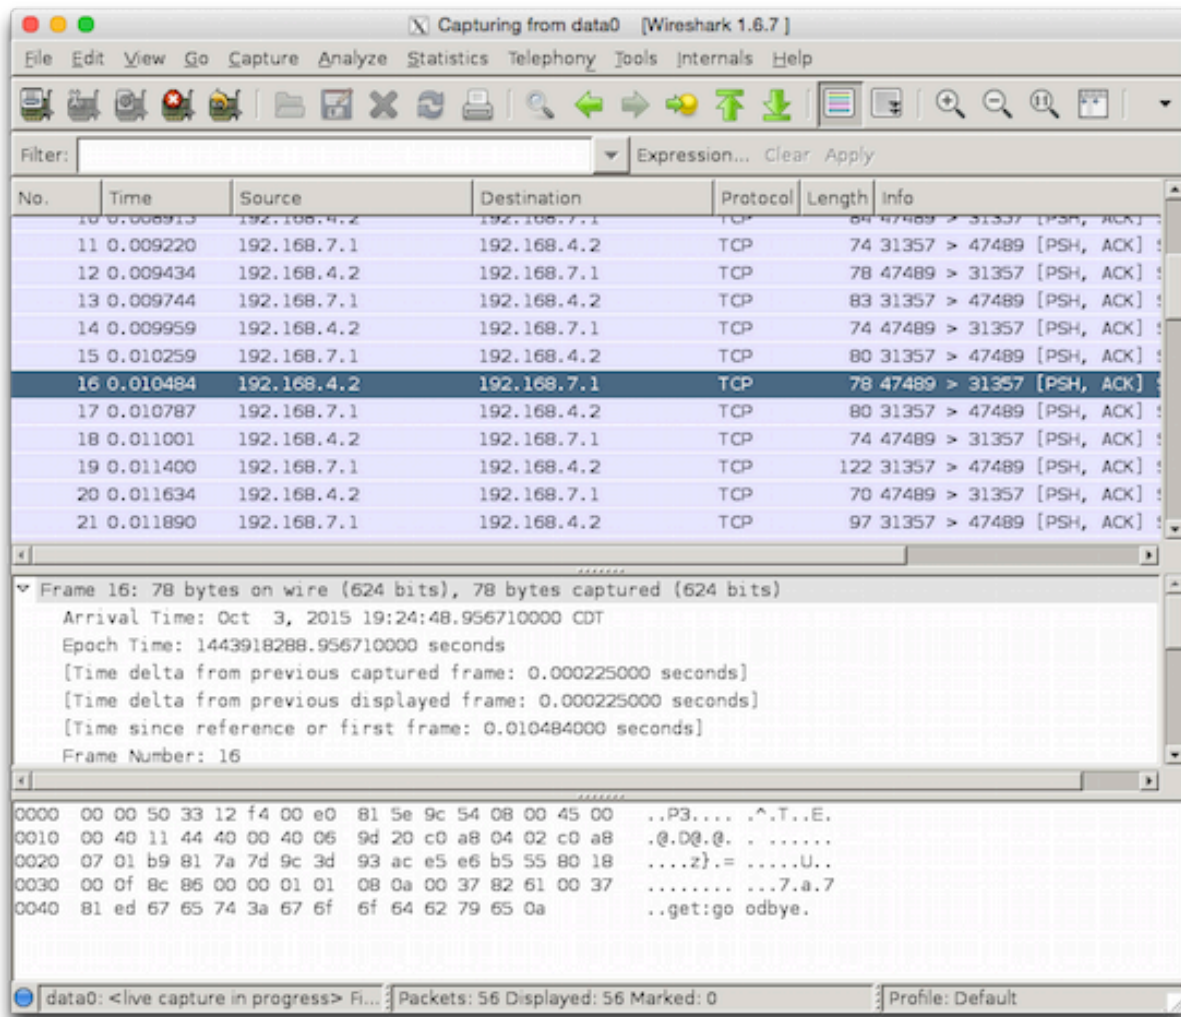 Capturing from data0 [Wireshark 1.6.7 ]
File Edit View Go Capture Analyze Statistics Telephony Tools Internals Help
Filter: Expression... Clear Apply
No. Time Source Destination Protocol Length Info
10 0.008915 192.168.4.2 192.168.7.1 TCP 84 47489 > 31357 [PSH, ACK]
11 0.009220 192.168.7.1 192.168.4.2 TCP 74 31357 > 47489 [PSH, ACK]
12 0.009434 192.168.4.2 192.168.7.1 TCP 78 47489 > 31357 [PSH, ACK]
13 0.009744 192.168.7.1 192.168.4.2 TCP 83 31357 > 47489 [PSH, ACK]
14 0.009959 192.168.4.2 192.168.7.1 TCP 74 47489 > 31357 [PSH, ACK]
15 0.010259 192.168.7.1 192.168.4.2 TCP 80 31357 > 47489 [PSH, ACK]
16 0.010484 192.168.4.2 192.168.7.1 TCP 78 47489 > 31357 [PSH, ACK]
17 0.010787 192.168.7.1 192.168.4.2 TCP 80 31357 > 47489 [PSH, ACK]
18 0.011001 192.168.4.2 192.168.7.1 TCP 74 47489 > 31357 [PSH, ACK]
19 0.011400 192.168.7.1 192.168.4.2 TCP 122 31357 > 47489 [PSH, ACK]
20 0.011634 192.168.4.2 192.168.7.1 TCP 70 47489 > 31357 [PSH, ACK]
21 0.011890 192.168.7.1 192.168.4.2 TCP 97 31357 > 47489 [PSH, ACK]
Frame 16: 78 bytes on wire (624 bits), 78 bytes captured (624 bits)
Arrival Time: Oct 3, 2015 19:24:48.956710000 CDT
Epoch Time: 1443918288.956710000 seconds
[Time delta from previous captured frame: 0.000225000 seconds]
[Time delta from previous displayed frame: 0.000225000 seconds]
[Time since reference or first frame: 0.010484000 seconds]
Frame Number: 16
0000 00 00 50 33 12 f4 00 e0 81 5e 9c 54 08 00 45 00 ..P3.... .^.T..E.
0010 00 40 11 44 40 00 40 06 9d 20 c0 a8 04 02 c0 a8 .@.D@.@. . ......
0020 07 01 b9 81 7a 7d 9c 3d 93 ac e5 e6 b5 55 80 18 ....z}.= .....U..
0030 00 0f 8c 86 00 00 01 01 08 0a 00 37 82 61 00 37 ........ ...7.a.7
0040 81 ed 67 65 74 3a 67 6f 6f 64 62 79 65 0a ..get:go odbye.
data0: <live capture in progress> Fi... Packets: 56 Displayed: 56 Marked: 0 Profile: Default